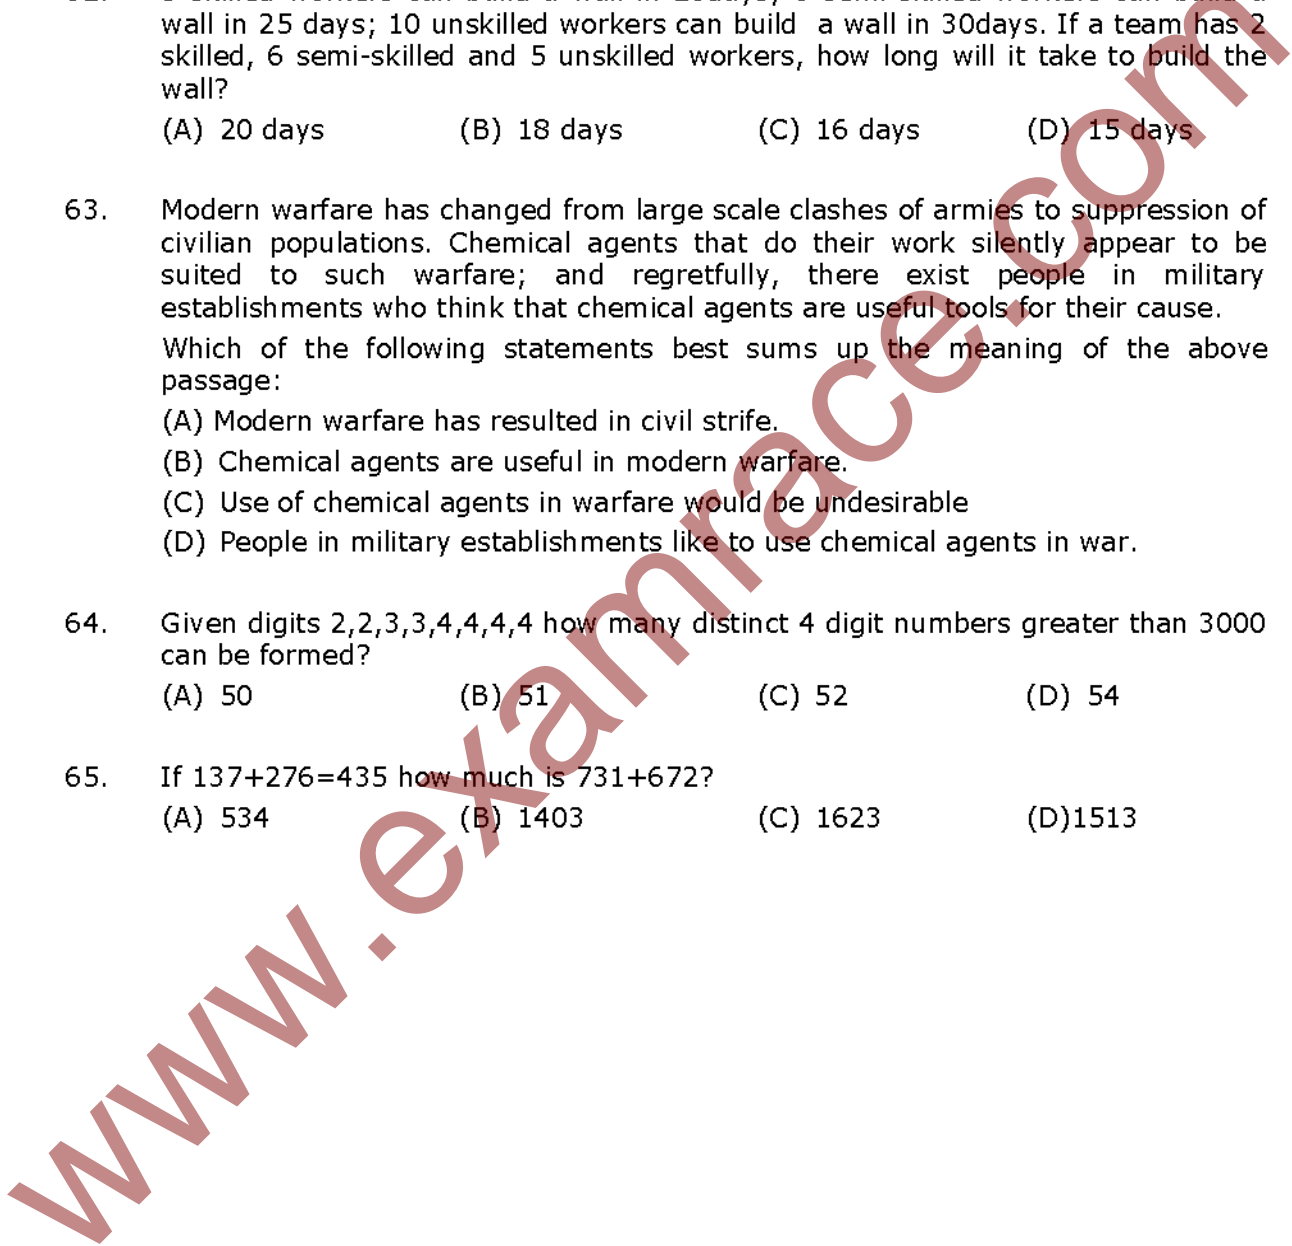 wall in 25 days; 10 unskilled workers can build a wall in 30days. If a team has 2
skilled, 6 semi-skilled and 5 unskilled workers, how long will it take to build the
wall?
(A) 20 days (B) 18 days (C) 16 days (D) 15 days
63. Modern warfare has changed from large scale clashes of armies to suppression of
civilian populations. Chemical agents that do their work silently appear to be
suited to such warfare; and regretfully, there exist people in military
establishments who think that chemical agents are useful tools for their cause.
Which of the following statements best sums up the meaning of the above
passage:
(A) Modern warfare has resulted in civil strife.
(B) Chemical agents are useful in modern warfare.
(C) Use of chemical agents in warfare would be undesirable
(D) People in military establishments like to use chemical agents in war.
64. Given digits 2,2,3,3,4,4,4,4 how many distinct 4 digit numbers greater than 3000
can be formed?
(A) 50 (B) 51 (C) 52 (D) 54
65. If 137+276=435 how much is 731+672?
(A) 534 (B) 1403 (C) 1623 (D)1513
www.examrace.com